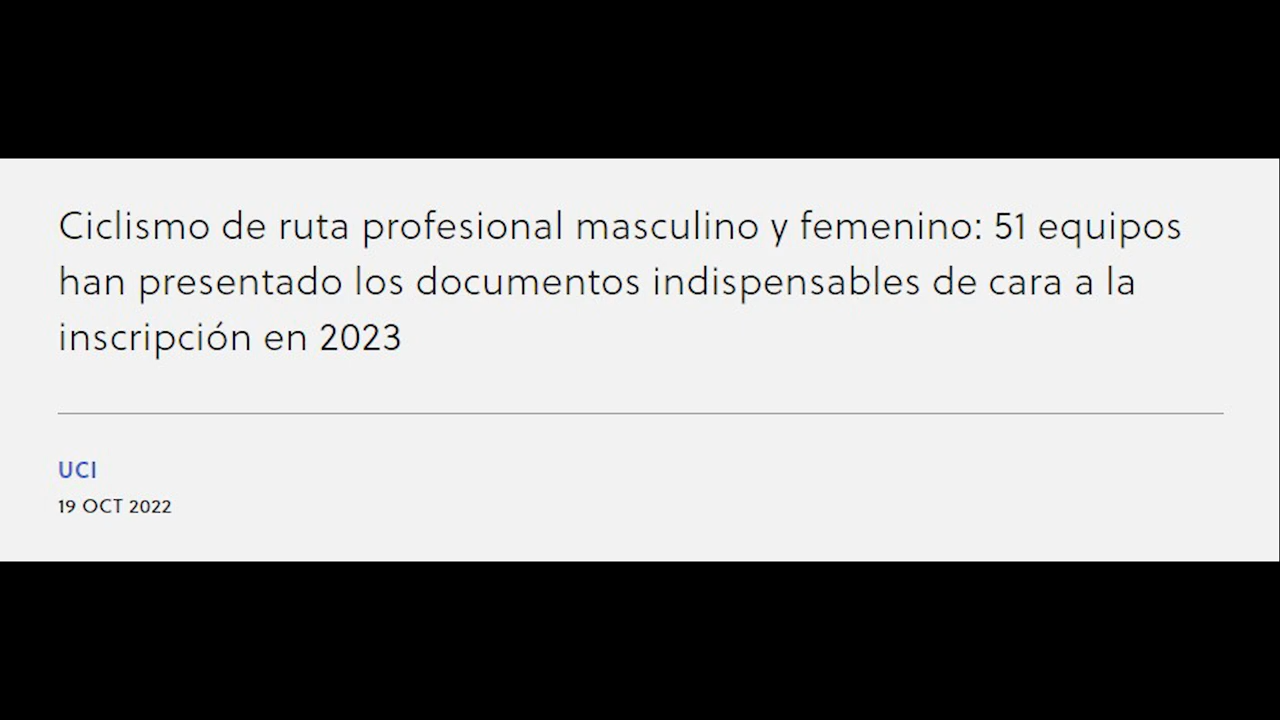 Ciclismo de ruta profesional masculino y femenino: 51 equipos
han presentado los documentos indispensables de cara a la
inscripción en 2023
UCI
19 OCT 2022